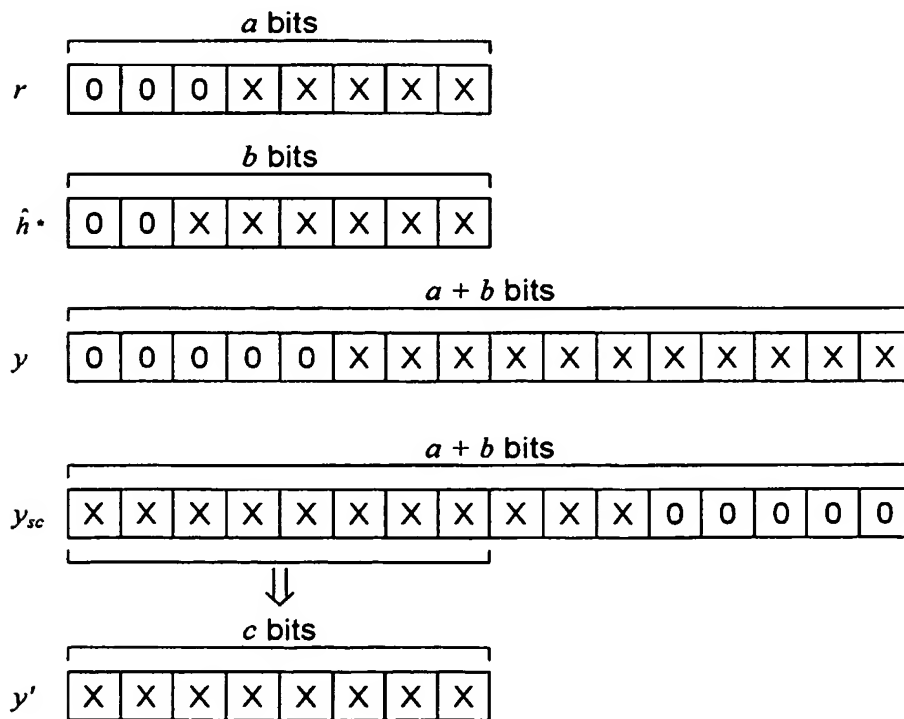 a bits
r 0 0 0 X X X X X
b bits
ĥ* 0 0 X X X X X X
a + b bits
y 0 0 0 0 0 X X X X X X X X X X X
a + b bits
y_sc X X X X X X X X X X X 0 0 0 0 0
⇓
c bits
y' X X X X X X X X